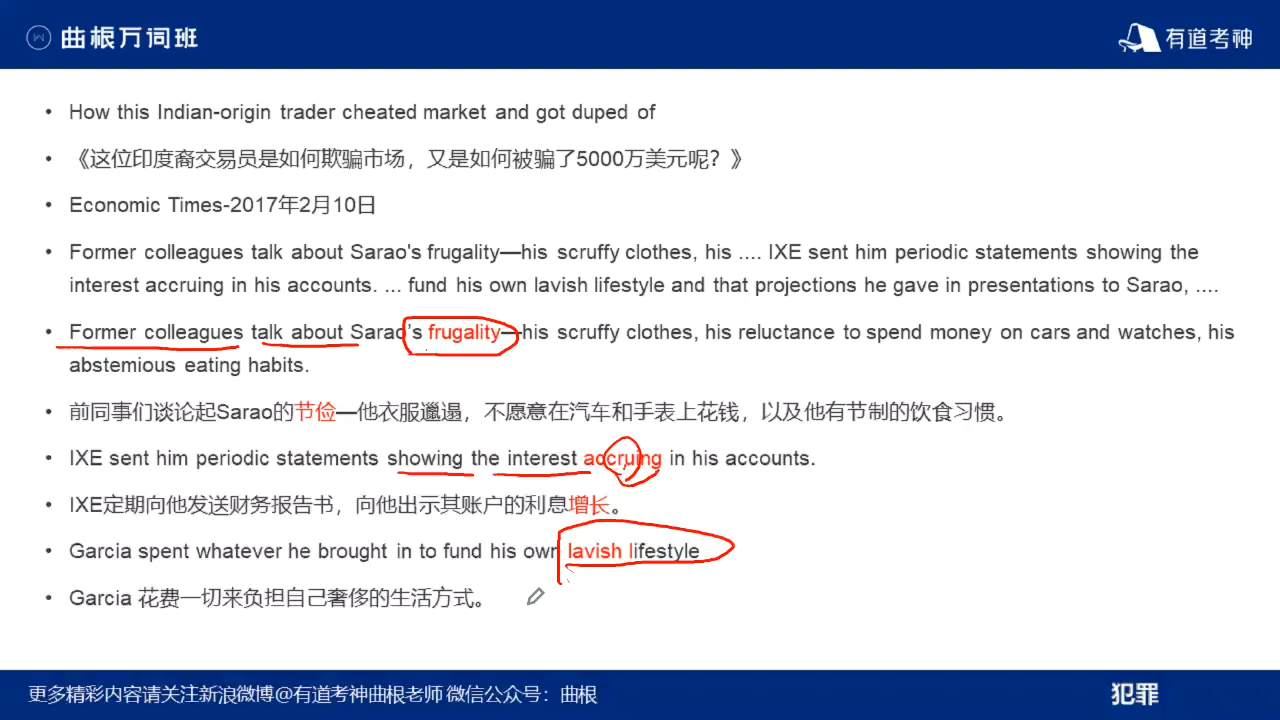 曲根万词班
有道考神
• How this Indian-origin trader cheated market and got duped of
• 《这位印度裔交易员是如何欺骗市场，又是如何被骗了5000万美元呢？》
• Economic Times-2017年2月10日
• Former colleagues talk about Sarao's frugality—his scruffy clothes, his .... IXE sent him periodic statements showing the
interest accruing in his accounts. ... fund his own lavish lifestyle and that projections he gave in presentations to Sarao, ....
• Former colleagues talk about Sarao's frugality—his scruffy clothes, his reluctance to spend money on cars and watches, his
abstemious eating habits.
• 前同事们谈论起Sarao的节俭—他衣服邋遢，不愿意在汽车和手表上花钱，以及他有节制的饮食习惯。
• IXE sent him periodic statements showing the interest accruing in his accounts.
• IXE定期向他发送财务报告书，向他出示其账户的利息增长。
• Garcia spent whatever he brought in to fund his own lavish lifestyle
• Garcia 花费一切来负担自己奢侈的生活方式。
更多精彩内容请关注新浪微博@有道考神曲根老师 微信公众号：曲根
犯罪